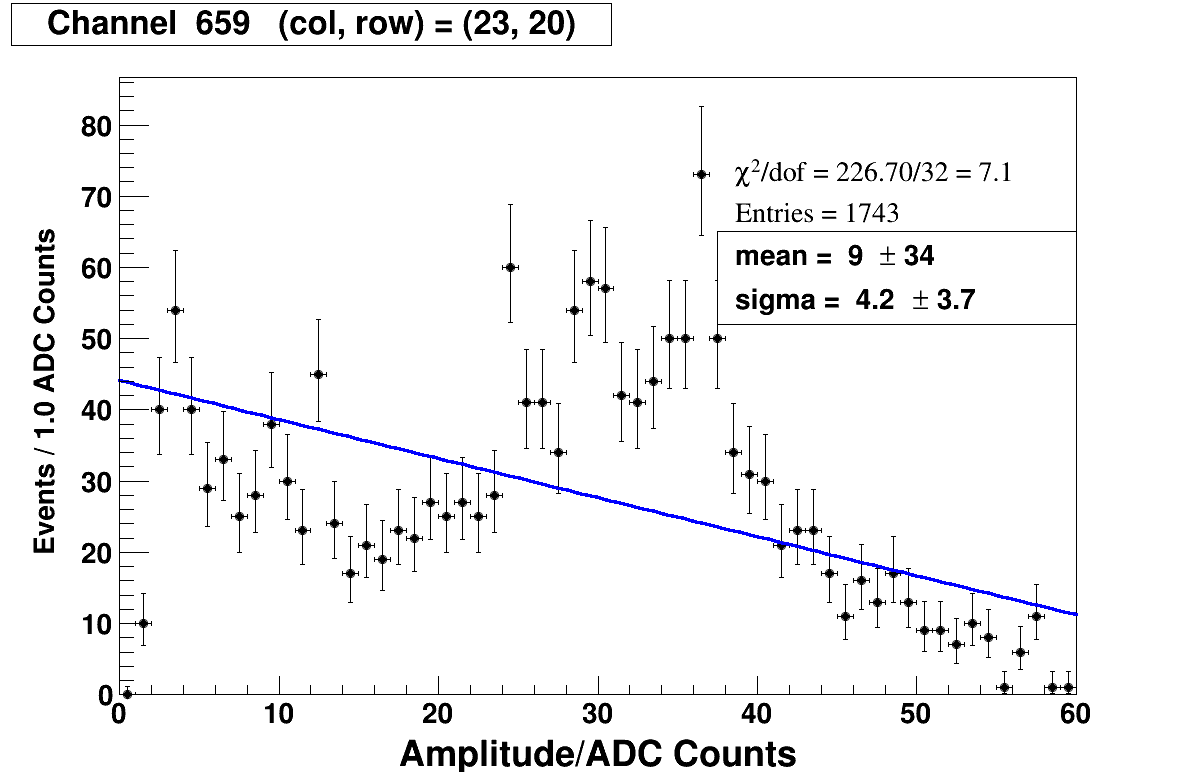 Channel 659 (col, row) = (23, 20)
χ²/dof = 226.70/32 = 7.1
Entries = 1743
mean = 9 ± 34
sigma = 4.2 ± 3.7
Events / 1.0 ADC Counts
80
70
60
50
40
30
20
10
0
0 10 20 30 40 50 60
Amplitude/ADC Counts